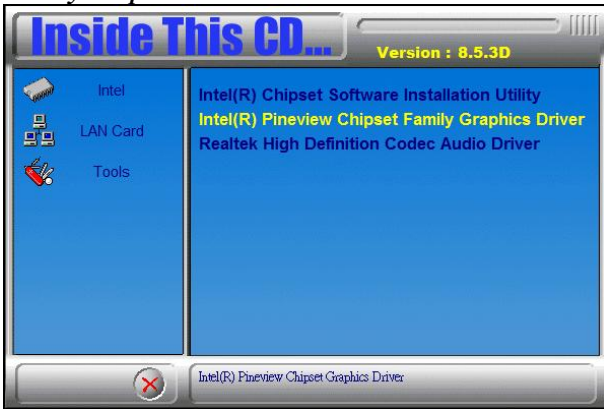 Inside This CD...
Version : 8.5.3D
Intel
LAN Card
Tools
Intel(R) Chipset Software Installation Utility
Intel(R) Pineview Chipset Family Graphics Driver
Realtek High Definition Codec Audio Driver
Intel(R) Pineview Chipset Graphics Driver